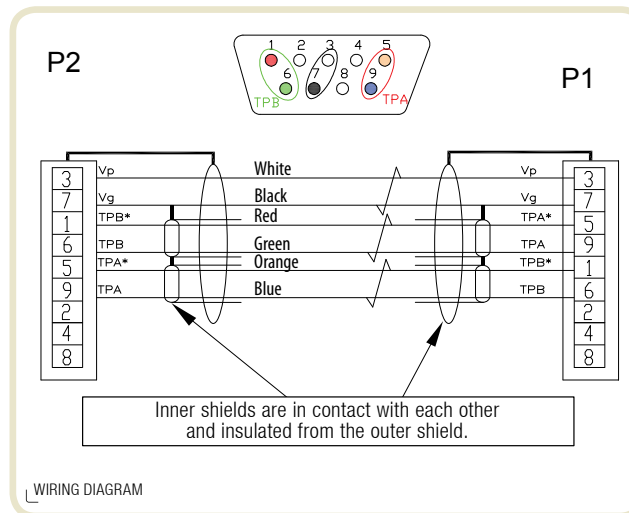 P2
P1
1 2 3 4 5
6 7 8 9
TPB
TPA
3 Vp White Vp 3
7 Vg Black Vg 7
1 TPB* Red TPA* 5
6 TPB Green TPA 9
5 TPA* Orange TPB* 1
9 TPA Blue TPB 6
2 2
4 4
8 8
Inner shields are in contact with each other
and insulated from the outer shield.
WIRING DIAGRAM